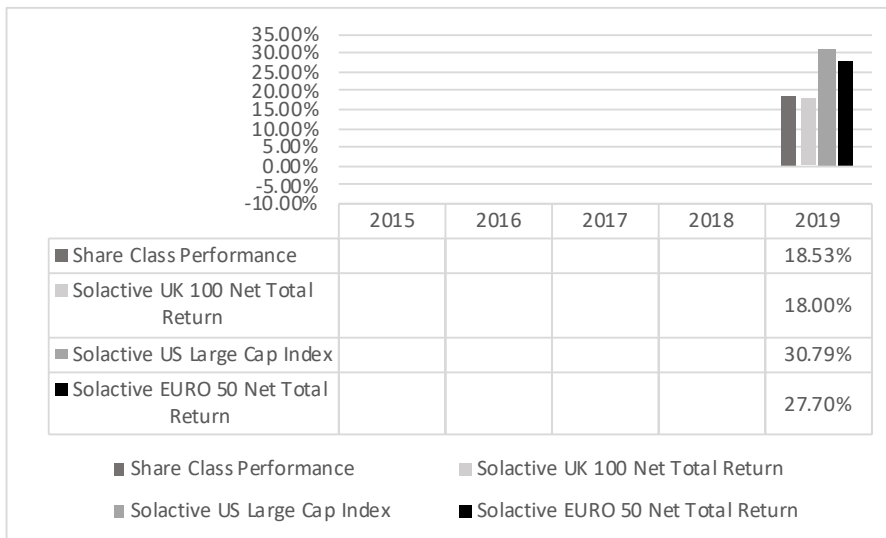 35.00%
30.00%
25.00%
20.00%
15.00%
10.00%
5.00%
0.00%
-5.00%
-10.00%
2015 2016 2017 2018 2019
Share Class Performance 18.53%
Solactive UK 100 Net Total
Return 18.00%
Solactive US Large Cap Index 30.79%
Solactive EURO 50 Net Total
Return 27.70%
Share Class Performance Solactive UK 100 Net Total Return
Solactive US Large Cap Index Solactive EURO 50 Net Total Return